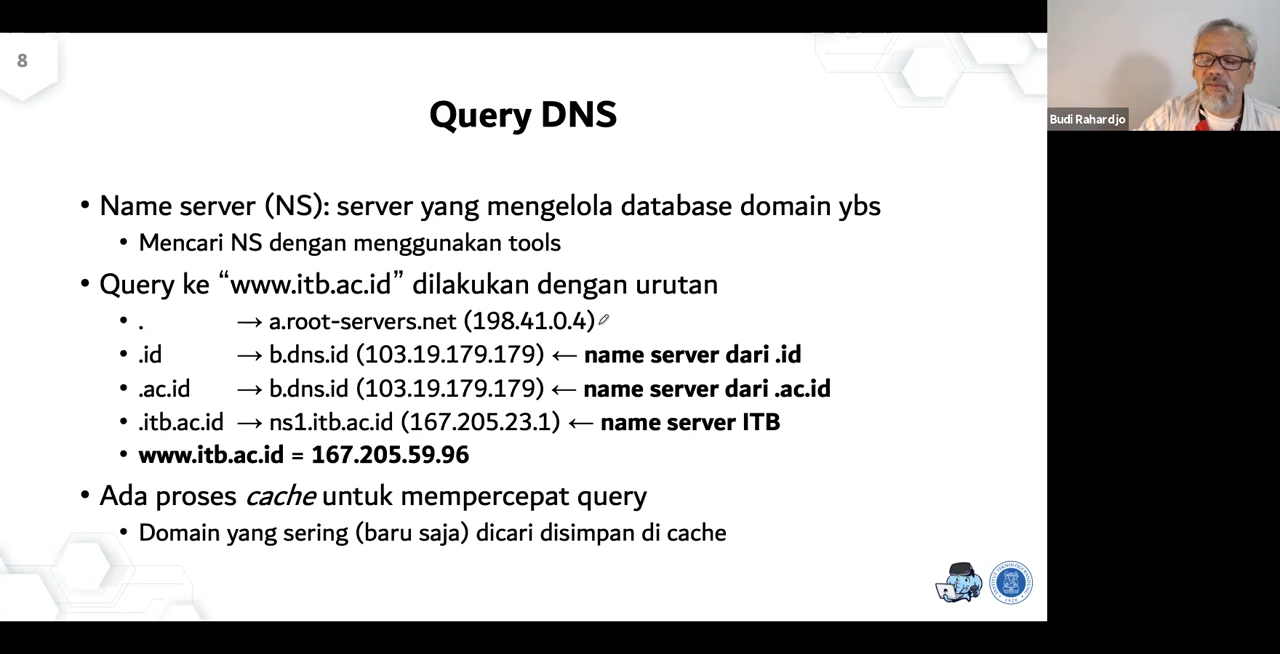 8
Budi Rahardjo
Query DNS
• Name server (NS): server yang mengelola database domain ybs
• Mencari NS dengan menggunakan tools
• Query ke “www.itb.ac.id” dilakukan dengan urutan
• . → a.root-servers.net (198.41.0.4)
• .id → b.dns.id (103.19.179.179) ← name server dari .id
• .ac.id → b.dns.id (103.19.179.179) ← name server dari .ac.id
• .itb.ac.id → ns1.itb.ac.id (167.205.23.1) ← name server ITB
• www.itb.ac.id = 167.205.59.96
• Ada proses cache untuk mempercepat query
• Domain yang sering (baru saja) dicari disimpan di cache